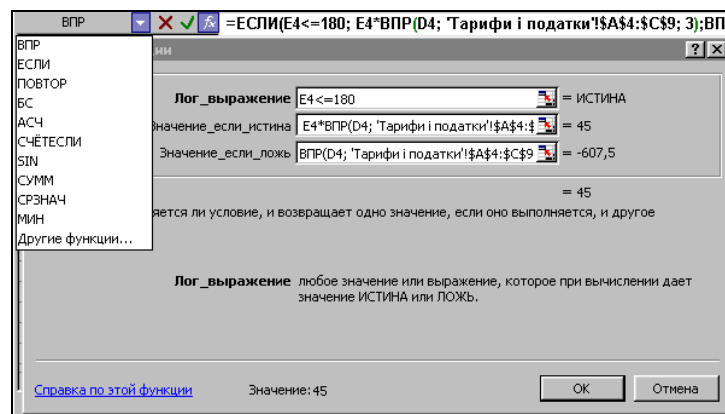 ВПР =ЕСЛИ(E4<=180; E4*ВПР(D4; 'Тарифи і податки'!$A$4:$C$9; 3);ВП
ВПР
ЕСЛИ
ПОВТОР
БС
АСЧ
СЧЁТЕСЛИ
SIN
СУММ
СРЗНАЧ
МИН
Другие функции...
ии
Лог_выражение E4<=180 = ИСТИНА
Значение_если_истина E4*ВПР(D4; 'Тарифи і податки'!$A$4:$ = 45
Значение_если_ложь ВПР(D4; 'Тарифи і податки'!$A$4:$C$9 = -607,5
= 45
яется ли условие, и возвращает одно значение, если оно выполняется, и другое
Лог_выражение любое значение или выражение, которое при вычислении дает
значение ИСТИНА или ЛОЖЬ.
Справка по этой функции Значение:45 ОК Отмена